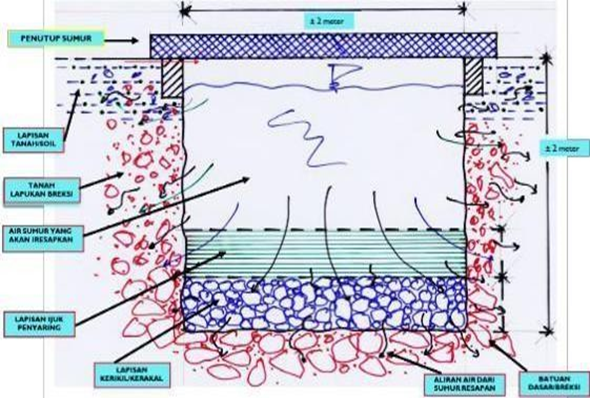 ± 2 meter
PENUTUP SUMUR
LAPISAN
TANAH/SOIL
± 2 meter
TANAH
LAPUKAN BREKSI
AIR SUMUR YANG
AKAN IRESAPKAN
LAPISAN IJUK
PENYARING
LAPISAN
KERIKIL/KERAKAL
ALIRAN AIR DARI
SUHUR RESAPAN
BATUAN
DASAR/BREKSI